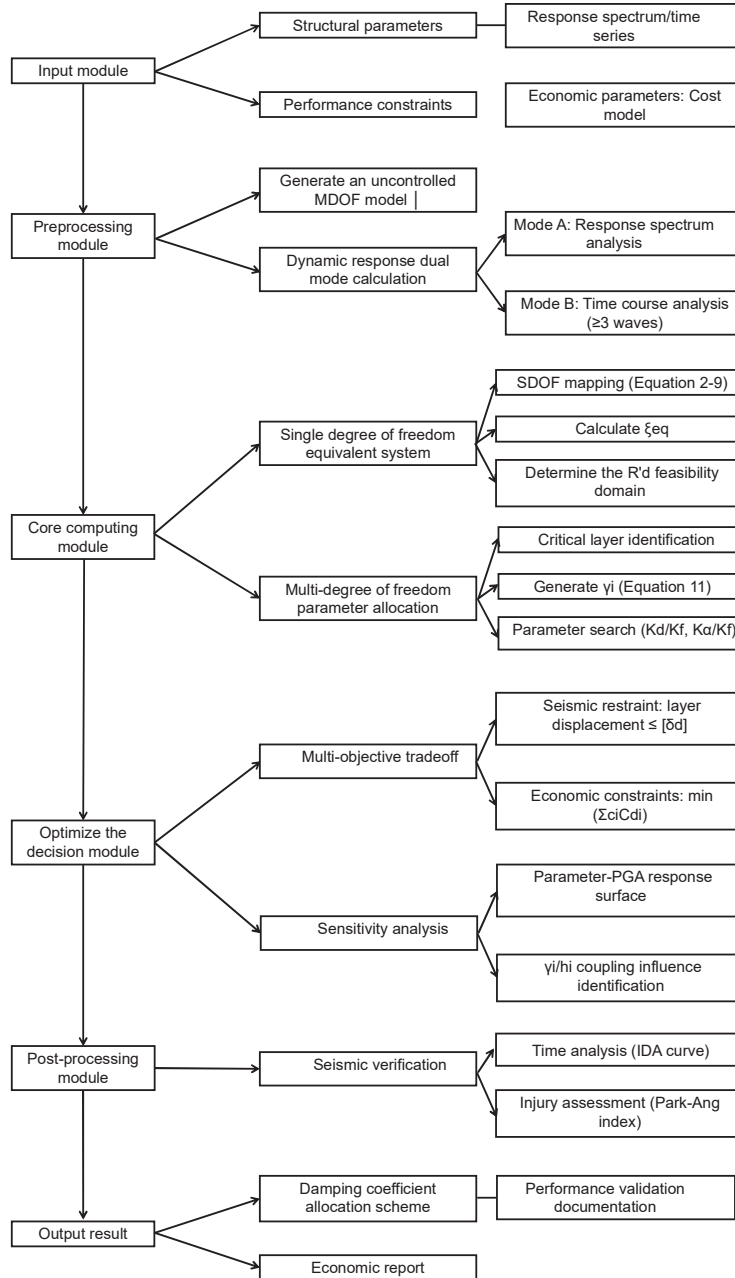 Structural parameters
Response spectrum/time
series
Input module
Performance constraints
Economic parameters: Cost
model
Generate an uncontrolled
MDOF model |
Preprocessing
module
Dynamic response dual
mode calculation
Mode A: Response spectrum
analysis
Mode B: Time course analysis
(≥3 waves)
SDOF mapping (Equation 2-9)
Single degree of freedom
equivalent system
Calculate ξeq
Determine the R'd feasibility
domain
Core computing
module
Critical layer identification
Multi-degree of freedom
parameter allocation
Generate γi (Equation 11)
Parameter search (Kd/Kf, Kα/Kf)
Seismic restraint: layer
displacement ≤ [δd]
Multi-objective tradeoff
Economic constraints: min
(ΣciCdi)
Optimize the
decision module
Parameter-PGA response
surface
Sensitivity analysis
γi/hi coupling influence
identification
Post-processing
module
Seismic verification
Time analysis (IDA curve)
Injury assessment (Park-Ang
index)
Damping coefficient
allocation scheme
Performance validation
documentation
Output result
Economic report